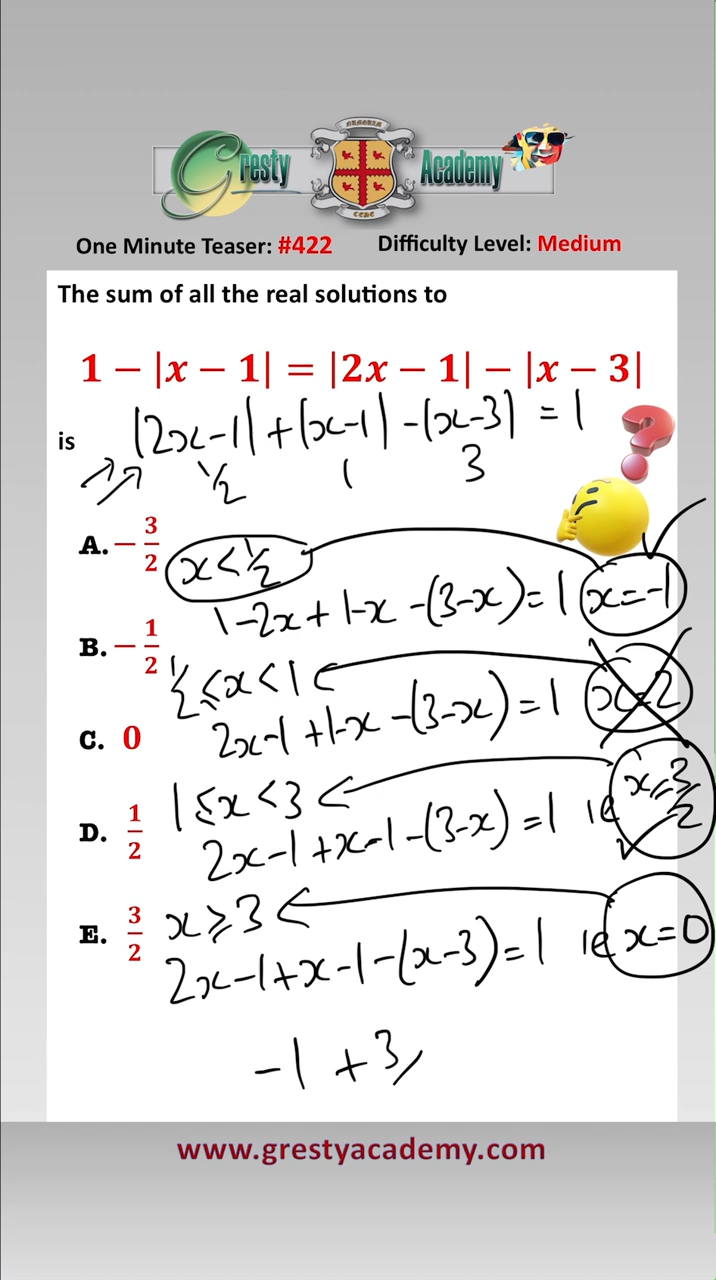 MEMORIAM
Gresty Academy
CEDE
One Minute Teaser: #422 Difficulty Level: Medium
The sum of all the real solutions to
1 − |x − 1| = |2x − 1| − |x − 3|
|2x-1| + |x-1| - |x-3| = 1
is
½ 1 3
A. −3/2
x < ½
1-2x + 1-x - (3-x) = 1 x=-1
B. −1/2
½ ≤ x < 1
2x-1 + 1-x - (3-x) = 1 x=2
C. 0
1 ≤ x < 3
2x-1 + x-1 - (3-x) = 1 ie x=3/2
D. 1/2
x ≥ 3
E. 3/2
2x-1 + x-1 - (x-3) = 1 ie x=0
-1 + 3/
www.grestyacademy.com